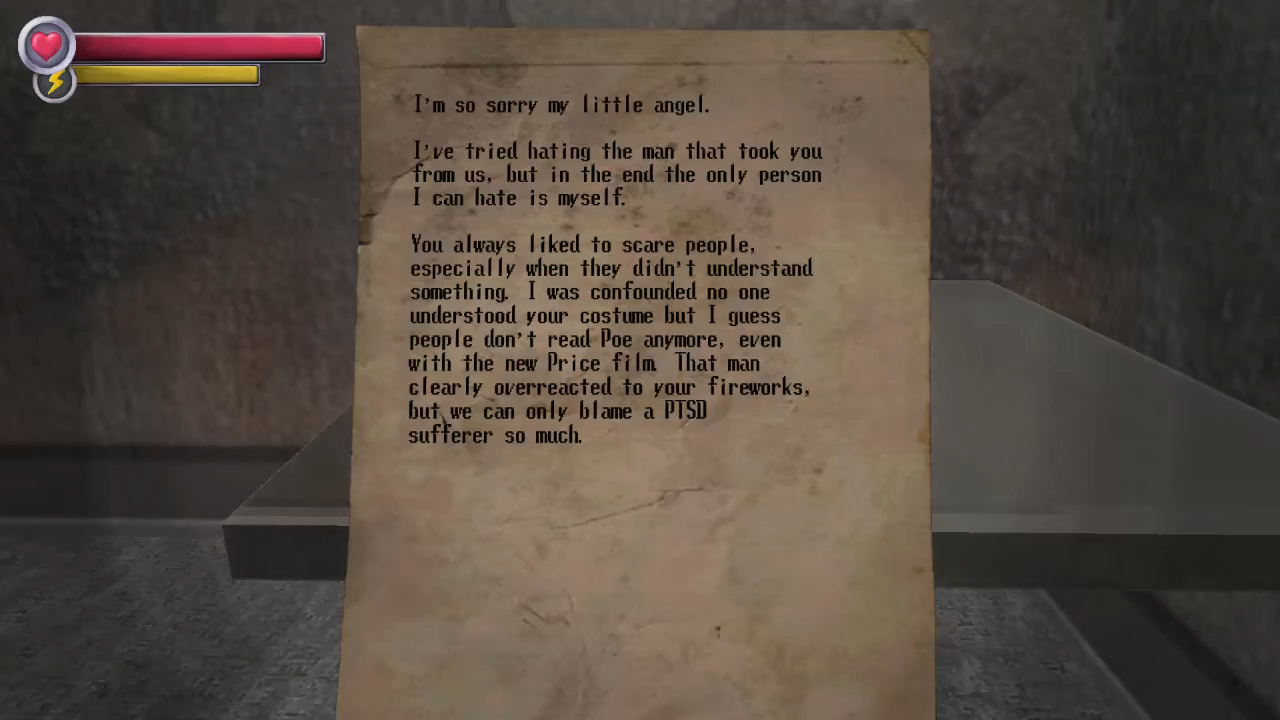 I'm so sorry my little angel.
I've tried hating the man that took you
from us, but in the end the only person
I can hate is myself.
You always liked to scare people,
especially when they didn't understand
something.  I was confounded no one
understood your costume but I guess
people don't read Poe anymore, even
with the new Price film.  That man
clearly overreacted to your fireworks,
but we can only blame a PTSD
sufferer so much.